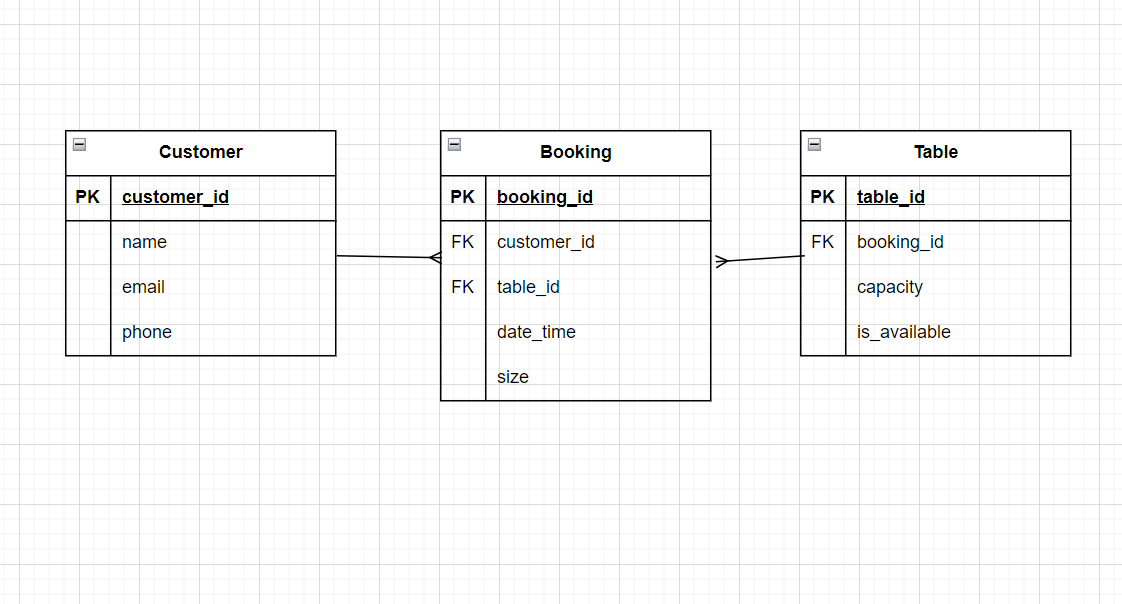 Customer
PK customer_id
name
email
phone
Booking
PK booking_id
FK customer_id
FK table_id
date_time
size
Table
PK table_id
FK booking_id
capacity
is_available